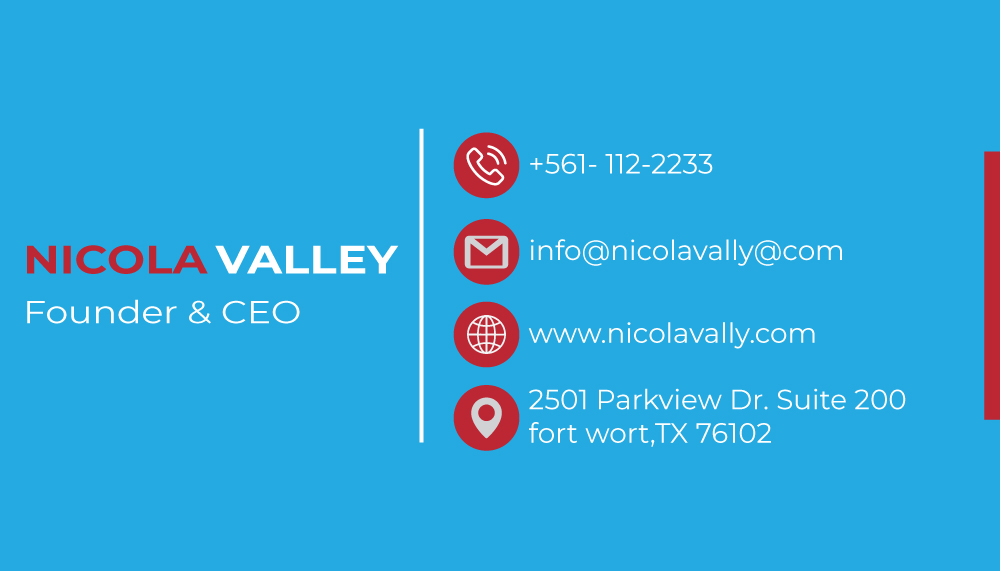 NICOLA VALLEY
Founder & CEO
+561- 112-2233
info@nicolavally@com
www.nicolavally.com
2501 Parkview Dr. Suite 200
fort wort,TX 76102